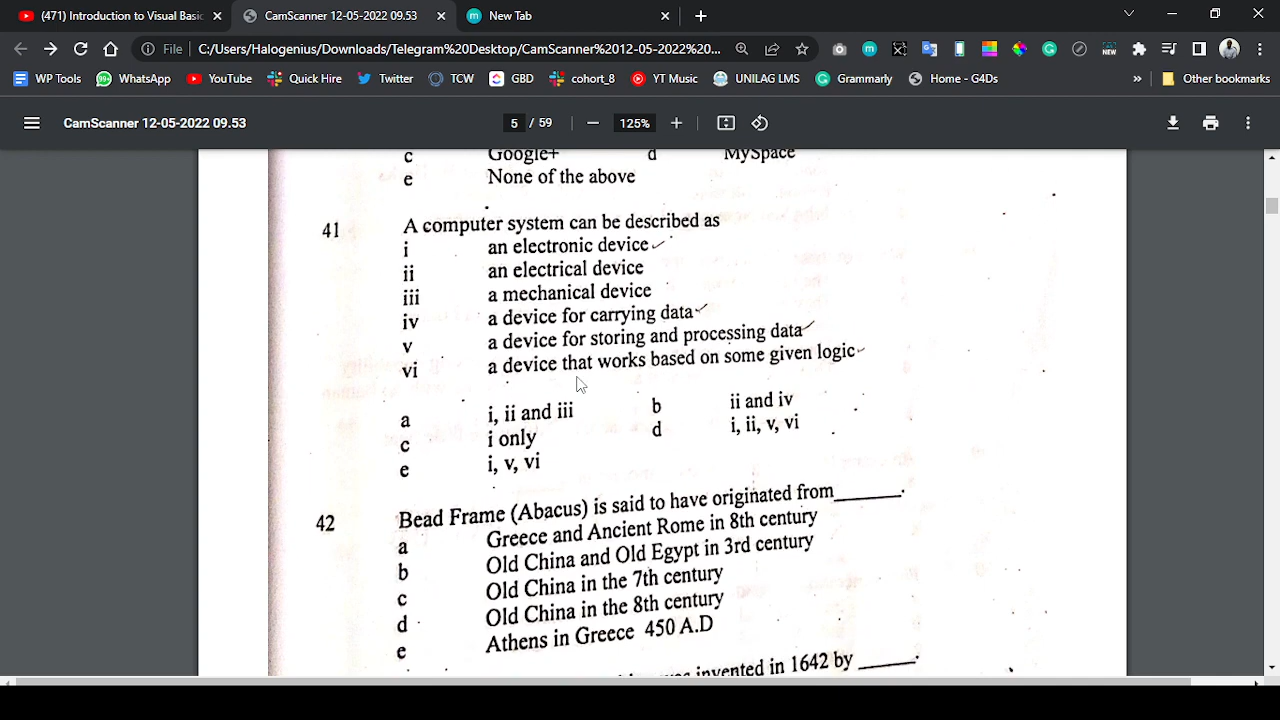 (471) Introduction to Visual Basic
CamScanner 12-05-2022 09.53
New Tab
File
C:/Users/Halogenius/Downloads/Telegram%20Desktop/CamScanner%2012-05-2022%20...
WP Tools
WhatsApp
YouTube
Quick Hire
Twitter
TCW
GBD
cohort_8
YT Music
UNILAG LMS
Grammarly
Home - G4Ds
»
Other bookmarks
CamScanner 12-05-2022 09.53
5 / 59
125%
c Google+ d MySpace
e None of the above
41 A computer system can be described as
i an electronic device
ii an electrical device
iii a mechanical device
iv a device for carrying data
v a device for storing and processing data
vi a device that works based on some given logic
a i, ii and iii b ii and iv
c i only d i, ii, v, vi
e i, v, vi
42 Bead Frame (Abacus) is said to have originated from______.
a Greece and Ancient Rome in 8th century
b Old China and Old Egypt in 3rd century
c Old China in the 7th century
d Old China in the 8th century
e Athens in Greece 450 A.D
invented in 1642 by ______.